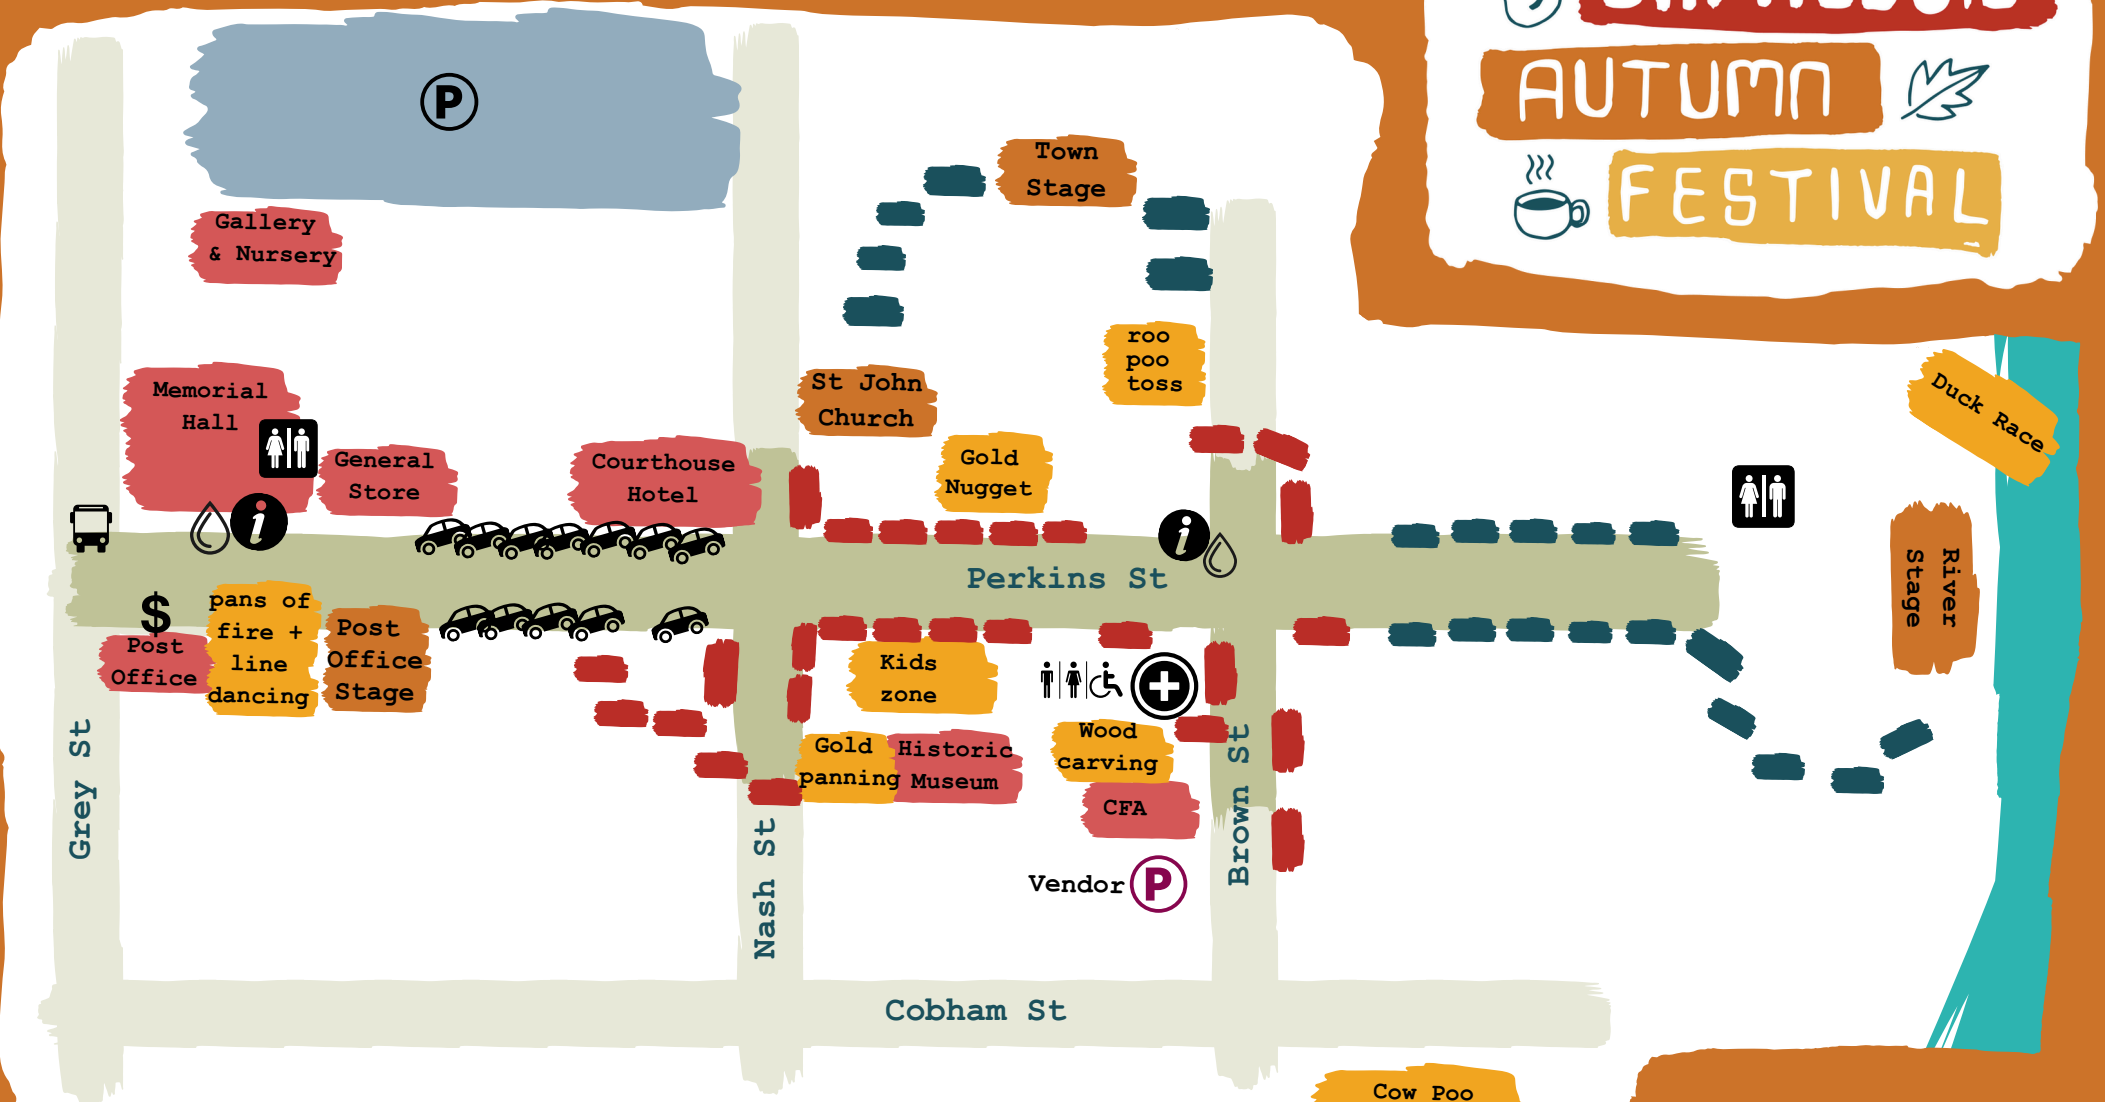 AUTUMN
FESTIVAL
P
Gallery
& Nursery
Town
Stage
roo
poo
toss
Memorial
Hall
General
Store
Courthouse
Hotel
St John
Church
Gold
Nugget
Duck Race
River
Stage
i
i
Perkins St
$
Post
Office
pans of
fire +
line
dancing
Post
Office
Stage
Kids
zone
Gold
panning
Historic
Museum
Wood
carving
CFA
Vendor P
Grey St
Nash St
Brown St
Cobham St
Cow Poo